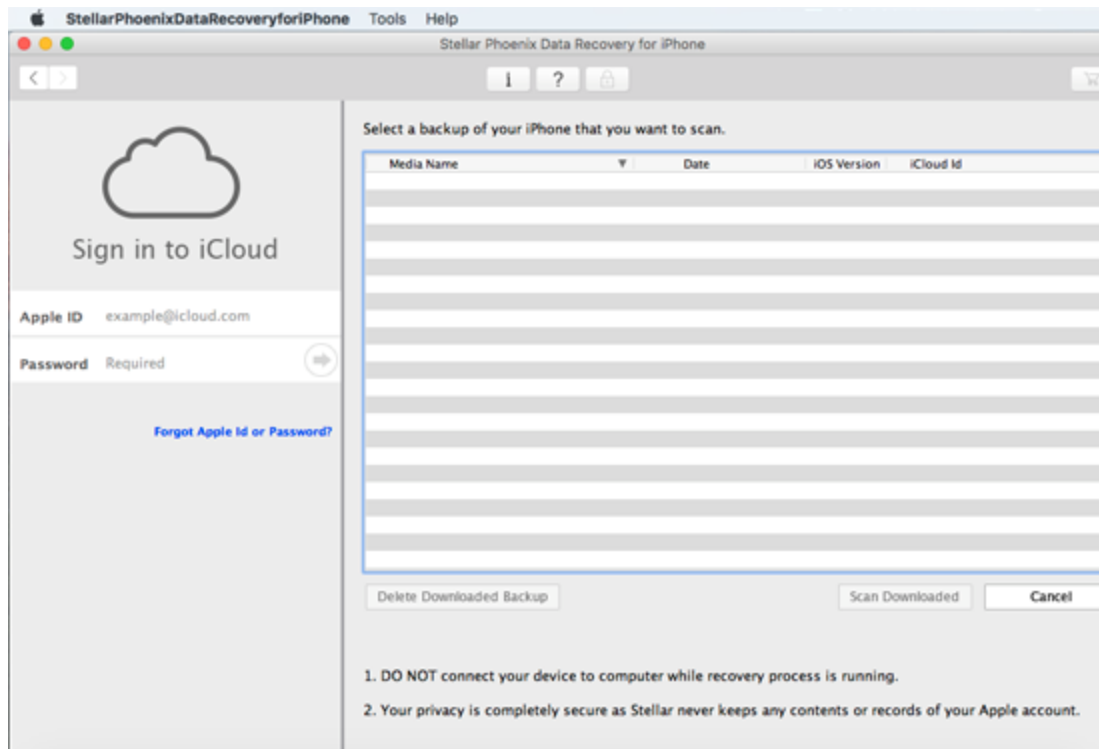 StellarPhoenixDataRecoveryforiPhone Tools Help
Stellar Phoenix Data Recovery for iPhone
i ?
Sign in to iCloud
Apple ID example@icloud.com
Password Required
Forgot Apple Id or Password?
Select a backup of your iPhone that you want to scan.
Media Name Date iOS Version iCloud Id
Delete Downloaded Backup Scan Downloaded Cancel
1. DO NOT connect your device to computer while recovery process is running.
2. Your privacy is completely secure as Stellar never keeps any contents or records of your Apple account.